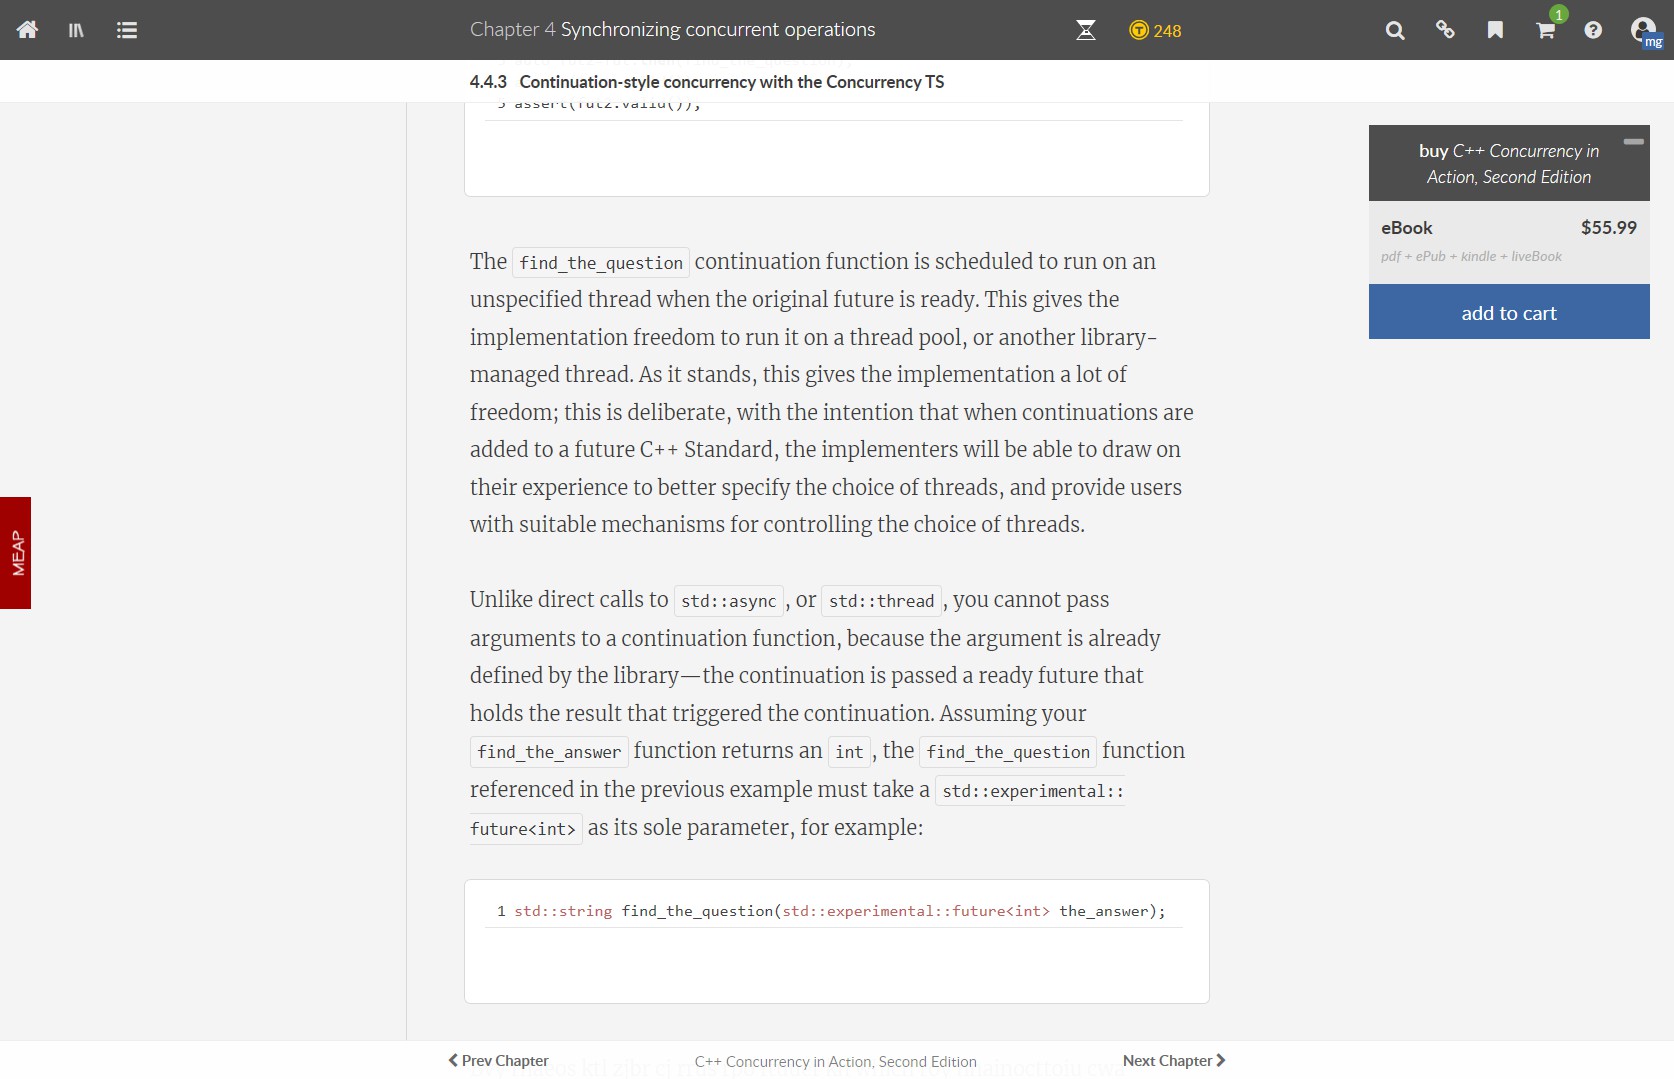 Chapter 4 Synchronizing concurrent operations
248
1
mg
4.4.3 Continuation-style concurrency with the Concurrency TS
5 assert(fut2.valid());
buy C++ Concurrency in
Action, Second Edition
eBook $55.99
pdf + ePub + kindle + liveBook
add to cart
The find_the_question continuation function is scheduled to run on an
unspecified thread when the original future is ready. This gives the
implementation freedom to run it on a thread pool, or another library-
managed thread. As it stands, this gives the implementation a lot of
freedom; this is deliberate, with the intention that when continuations are
added to a future C++ Standard, the implementers will be able to draw on
their experience to better specify the choice of threads, and provide users
with suitable mechanisms for controlling the choice of threads.
MEAP
Unlike direct calls to std::async, or std::thread, you cannot pass
arguments to a continuation function, because the argument is already
defined by the library—the continuation is passed a ready future that
holds the result that triggered the continuation. Assuming your
find_the_answer function returns an int, the find_the_question function
referenced in the previous example must take a std::experimental::
future<int> as its sole parameter, for example:
1 std::string find_the_question(std::experimental::future<int> the_answer);
Prev Chapter
C++ Concurrency in Action, Second Edition
Next Chapter